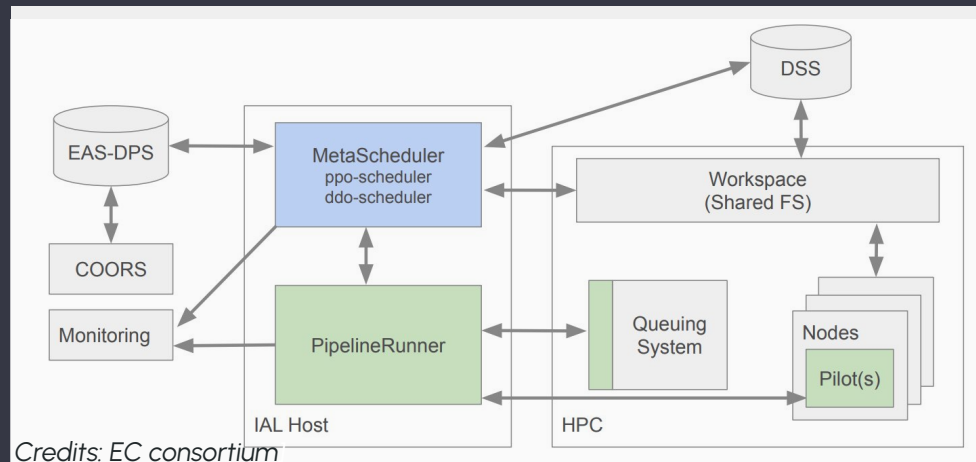 DSS
EAS-DPS
MetaScheduler
ppo-scheduler
ddo-scheduler
Workspace
(Shared FS)
COORS
Monitoring
PipelineRunner
Queuing
System
Nodes
Pilot(s)
IAL Host
HPC
Credits: EC consortium